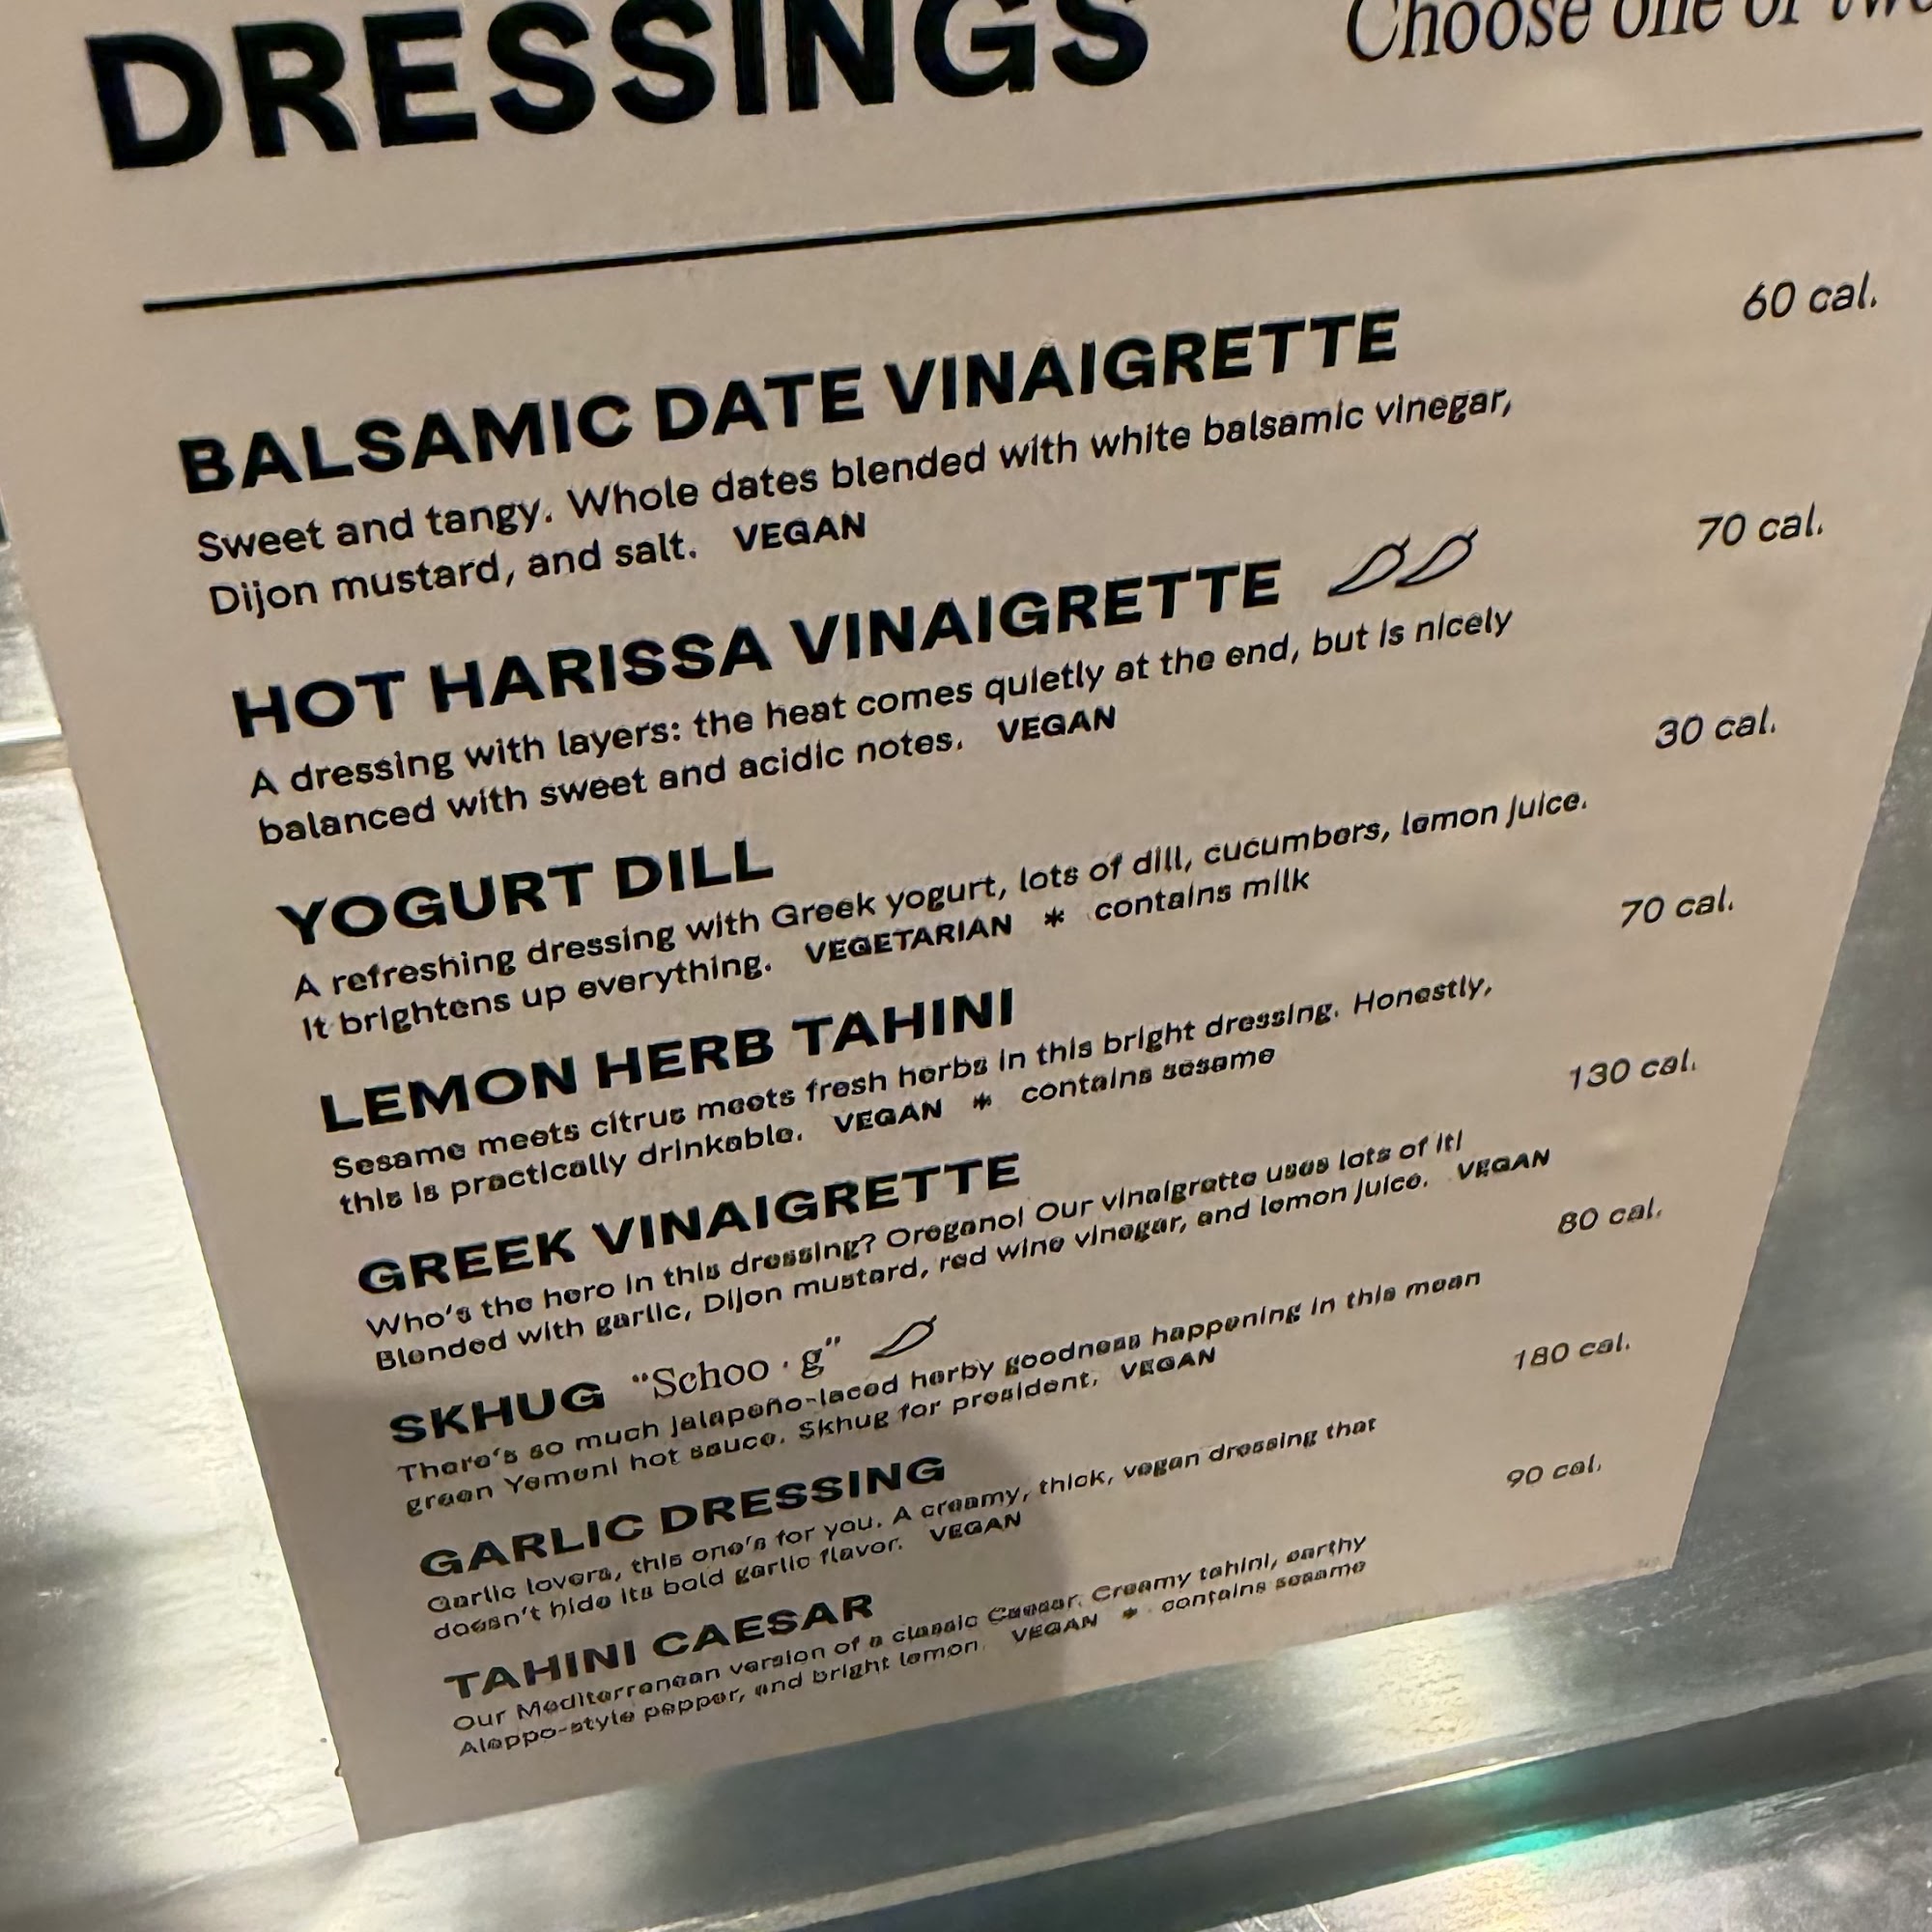 DRESSINGS
Choose one or
BALSAMIC DATE VINAIGRETTE 60 cal.
Sweet and tangy. Whole dates blended with white balsamic vinegar,
Dijon mustard, and salt. VEGAN
HOT HARISSA VINAIGRETTE 70 cal.
A dressing with layers: the heat comes quietly at the end, but is nicely
balanced with sweet and acidic notes. VEGAN
YOGURT DILL 30 cal.
A refreshing dressing with Greek yogurt, lots of dill, cucumbers, lemon juice.
It brightens up everything. VEGETARIAN * contains milk
LEMON HERB TAHINI 70 cal.
Sesame meets citrus meets fresh herbs in this bright dressing. Honestly,
this is practically drinkable. VEGAN * contains sesame
GREEK VINAIGRETTE 130 cal.
Who's the hero in this dressing? Oregano! Our vinaigrette uses lots of it!
Blended with garlic, Dijon mustard, red wine vinegar, and lemon juice. VEGAN
SKHUG "Schoo · g" 80 cal.
There's so much jalapeño-laced herby goodness happening in this mean
green Yemeni hot sauce. Skhug for president. VEGAN
GARLIC DRESSING 180 cal.
Garlic lovers, this one's for you. A creamy, thick, vegan dressing that
doesn't hide its bold garlic flavor. VEGAN
TAHINI CAESAR 90 cal.
Our Mediterranean version of a classic Caesar. Creamy tahini, earthy
Aleppo-style pepper, and bright lemon. VEGAN * contains sesame